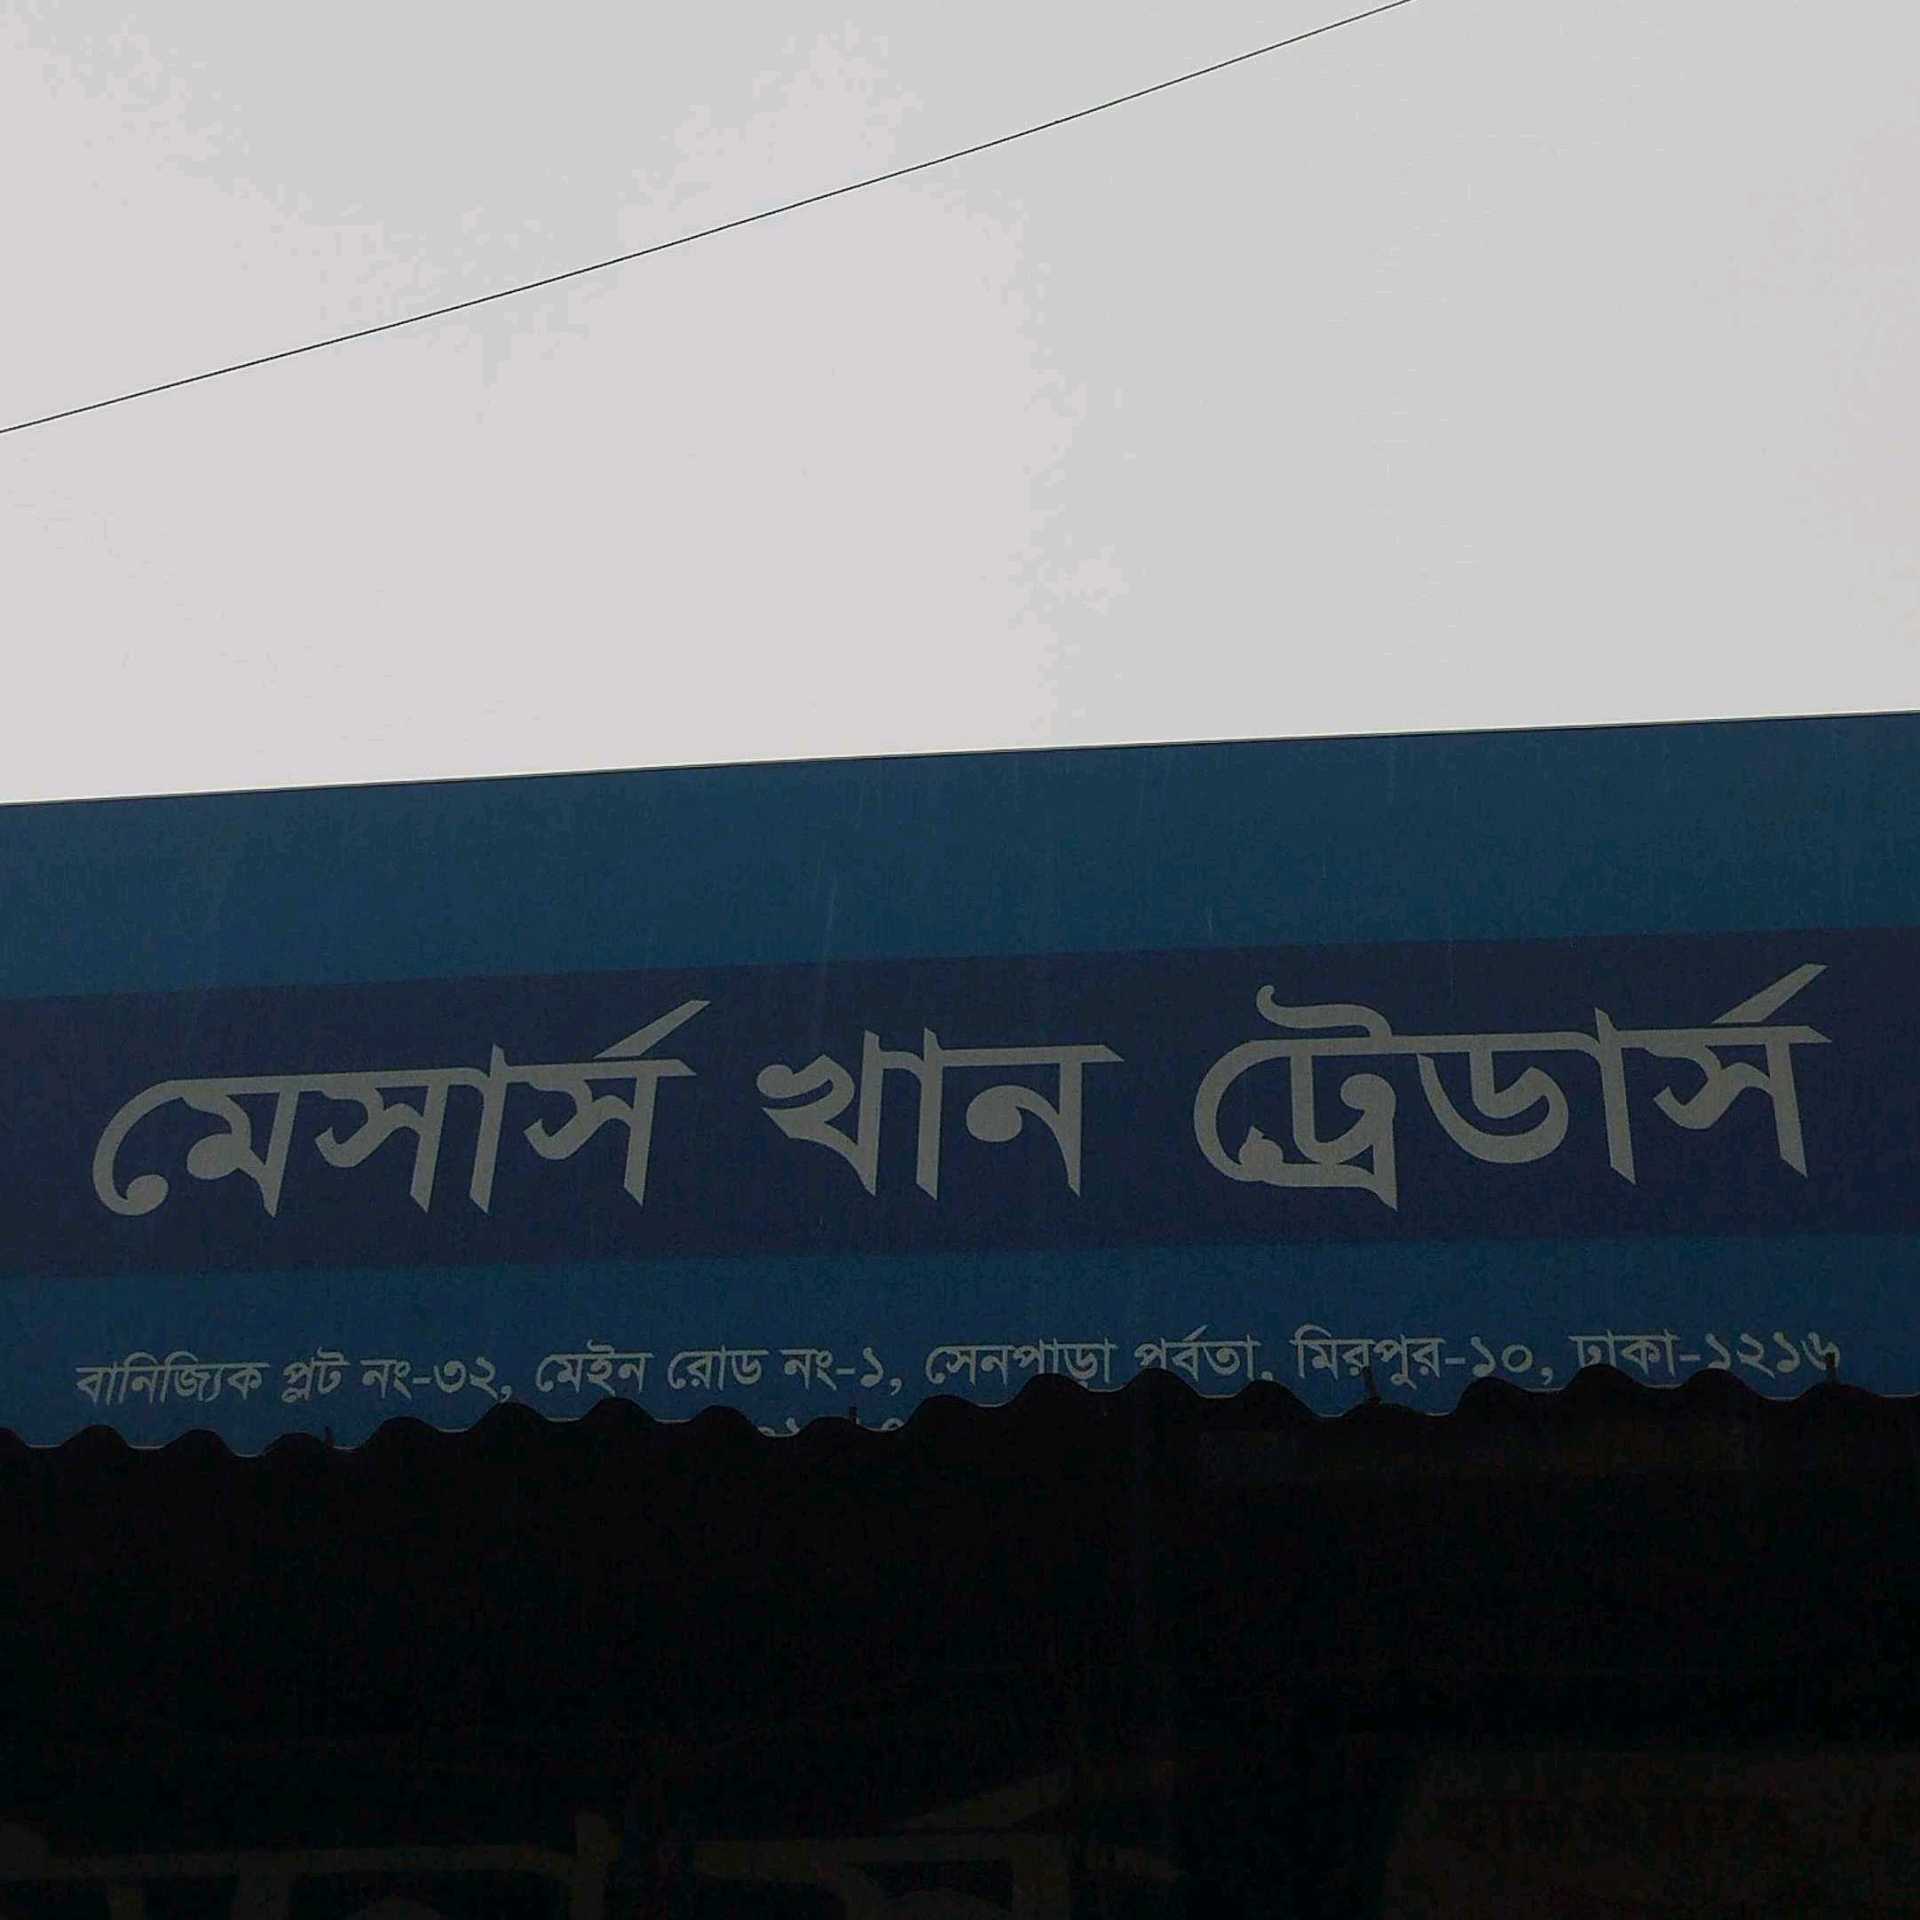 মেসার্স খান ট্রেডার্স
বানিজ্যিক প্লট নং-৩২, মেইন রোড নং-১, সেনপাড়া পর্বতা, মিরপুর-১০, ঢাকা-১২১৬